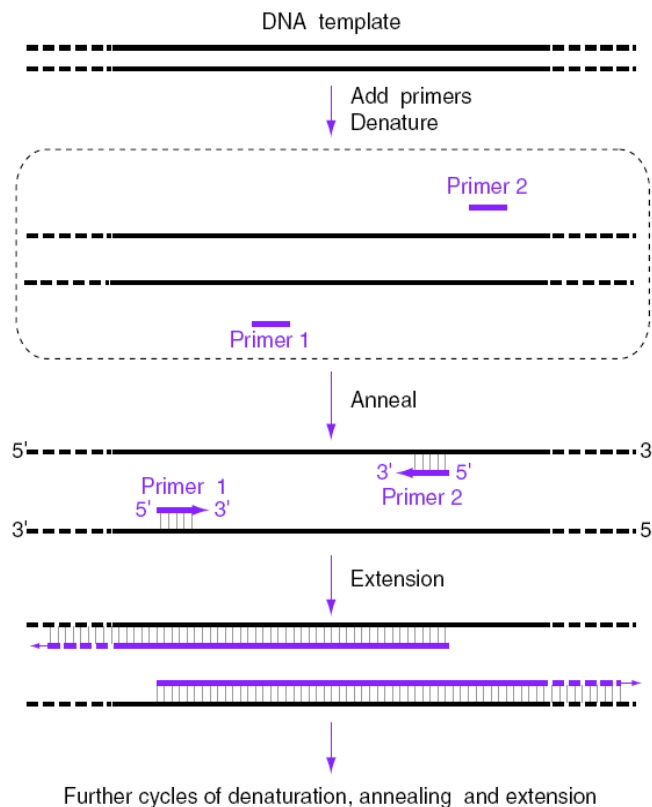 DNA template
Add primers
Denature
Primer 2
Primer 1
Anneal
5' 3
3' 5'
Primer 1 Primer 2
5' 3'
3' 5
Extension
Further cycles of denaturation, annealing and extension